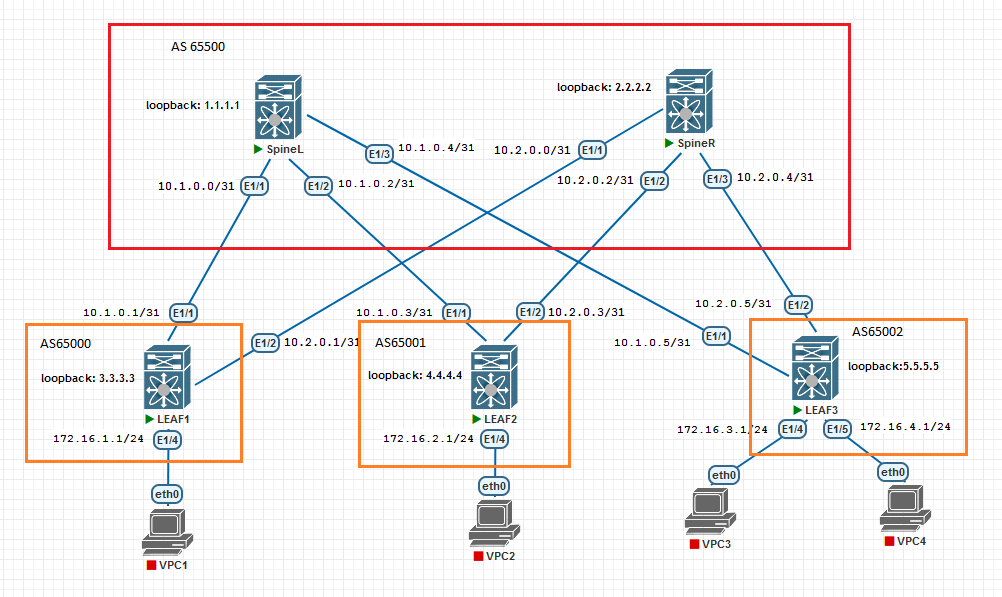 AS 65500
loopback: 1.1.1.1
loopback: 2.2.2.2
SpineL
SpineR
E1/3
10.1.0.4/31
10.2.0.0/31
E1/1
10.1.0.0/31
E1/1
E1/2
10.1.0.2/31
10.2.0.2/31
E1/2
E1/3
10.2.0.4/31
10.1.0.1/31
E1/1
10.1.0.3/31
E1/1
E1/2
10.2.0.3/31
10.2.0.5/31
E1/2
AS65000
E1/2
10.2.0.1/31
AS65001
10.1.0.5/31
E1/1
AS65002
loopback: 3.3.3.3
loopback: 4.4.4.4
loopback:5.5.5.5
LEAF1
LEAF2
LEAF3
172.16.1.1/24
E1/4
172.16.2.1/24
E1/4
172.16.3.1/24
E1/4
E1/5
172.16.4.1/24
eth0
eth0
eth0
eth0
VPC1
VPC2
VPC3
VPC4